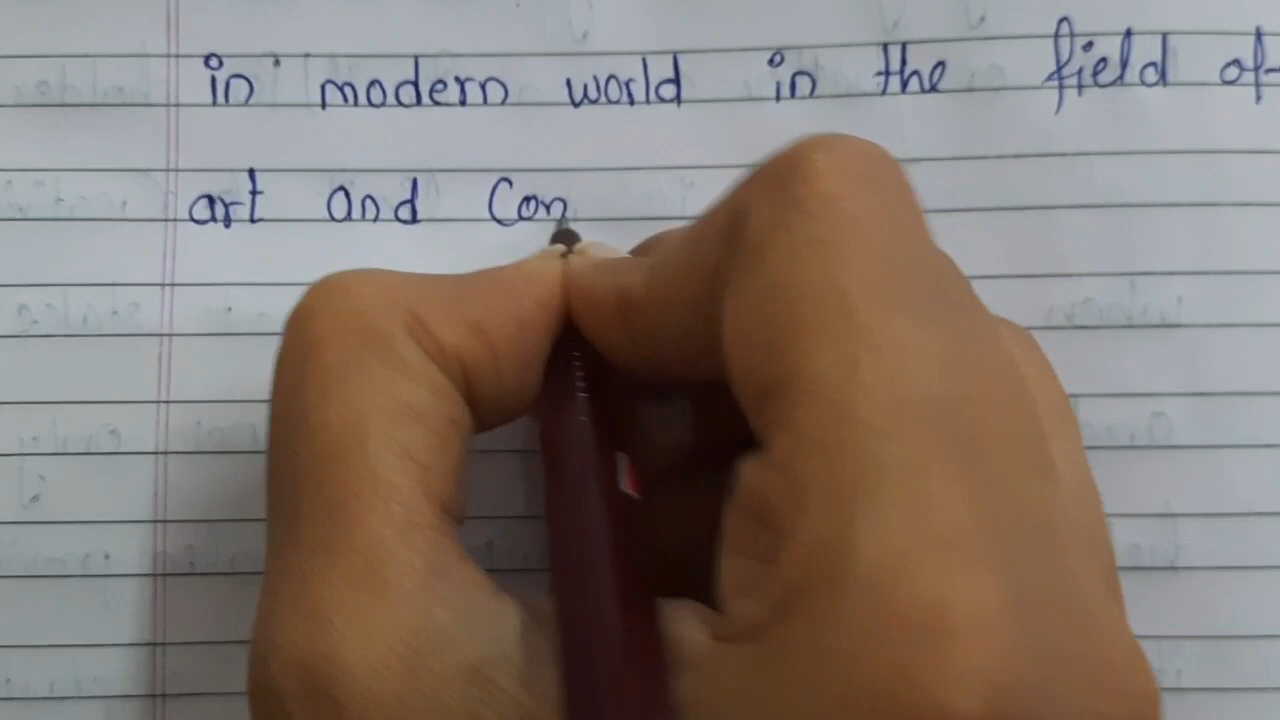 in modern world in the field of
art and Con